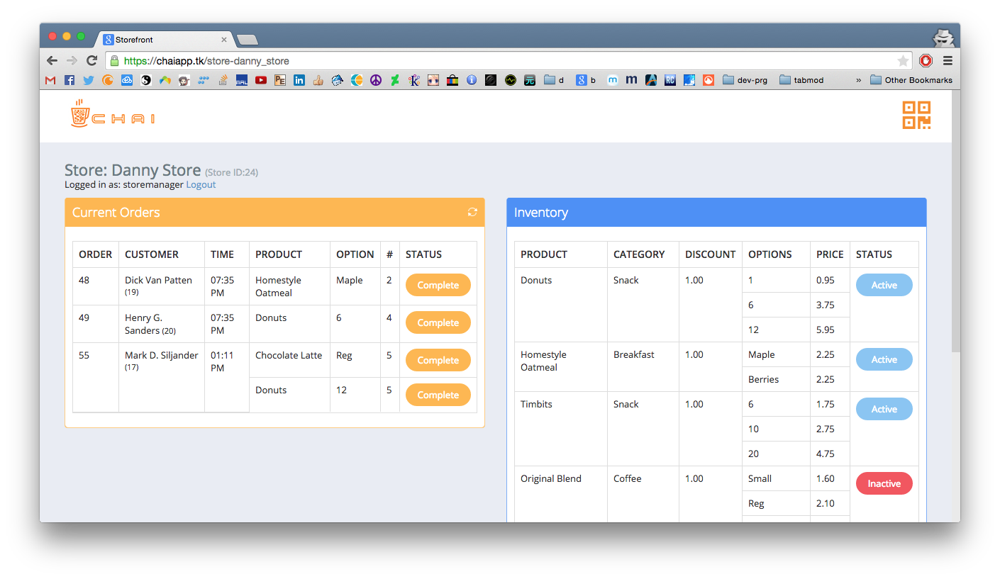 Storefront
https://chaiapp.tk/store-danny_store
d
b
dev-prg
tabmod
»
Other Bookmarks
CHAI
Store: Danny Store (Store ID:24)
Logged in as: storemanager Logout
Current Orders
ORDER CUSTOMER TIME PRODUCT OPTION # STATUS
48 Dick Van Patten (19) 07:35 PM Homestyle Oatmeal Maple 2 Complete
49 Henry G. Sanders (20) 07:35 PM Donuts 6 4 Complete
55 Mark D. Siljander (17) 01:11 PM Chocolate Latte Reg 5 Complete
Donuts 12 5 Complete
Inventory
PRODUCT CATEGORY DISCOUNT OPTIONS PRICE STATUS
Donuts Snack 1.00 1 0.95 Active
6 3.75
12 5.95
Homestyle Oatmeal Breakfast 1.00 Maple 2.25 Active
Berries 2.25
Timbits Snack 1.00 6 1.75 Active
10 2.75
20 4.75
Original Blend Coffee 1.00 Small 1.60 Inactive
Reg 2.10